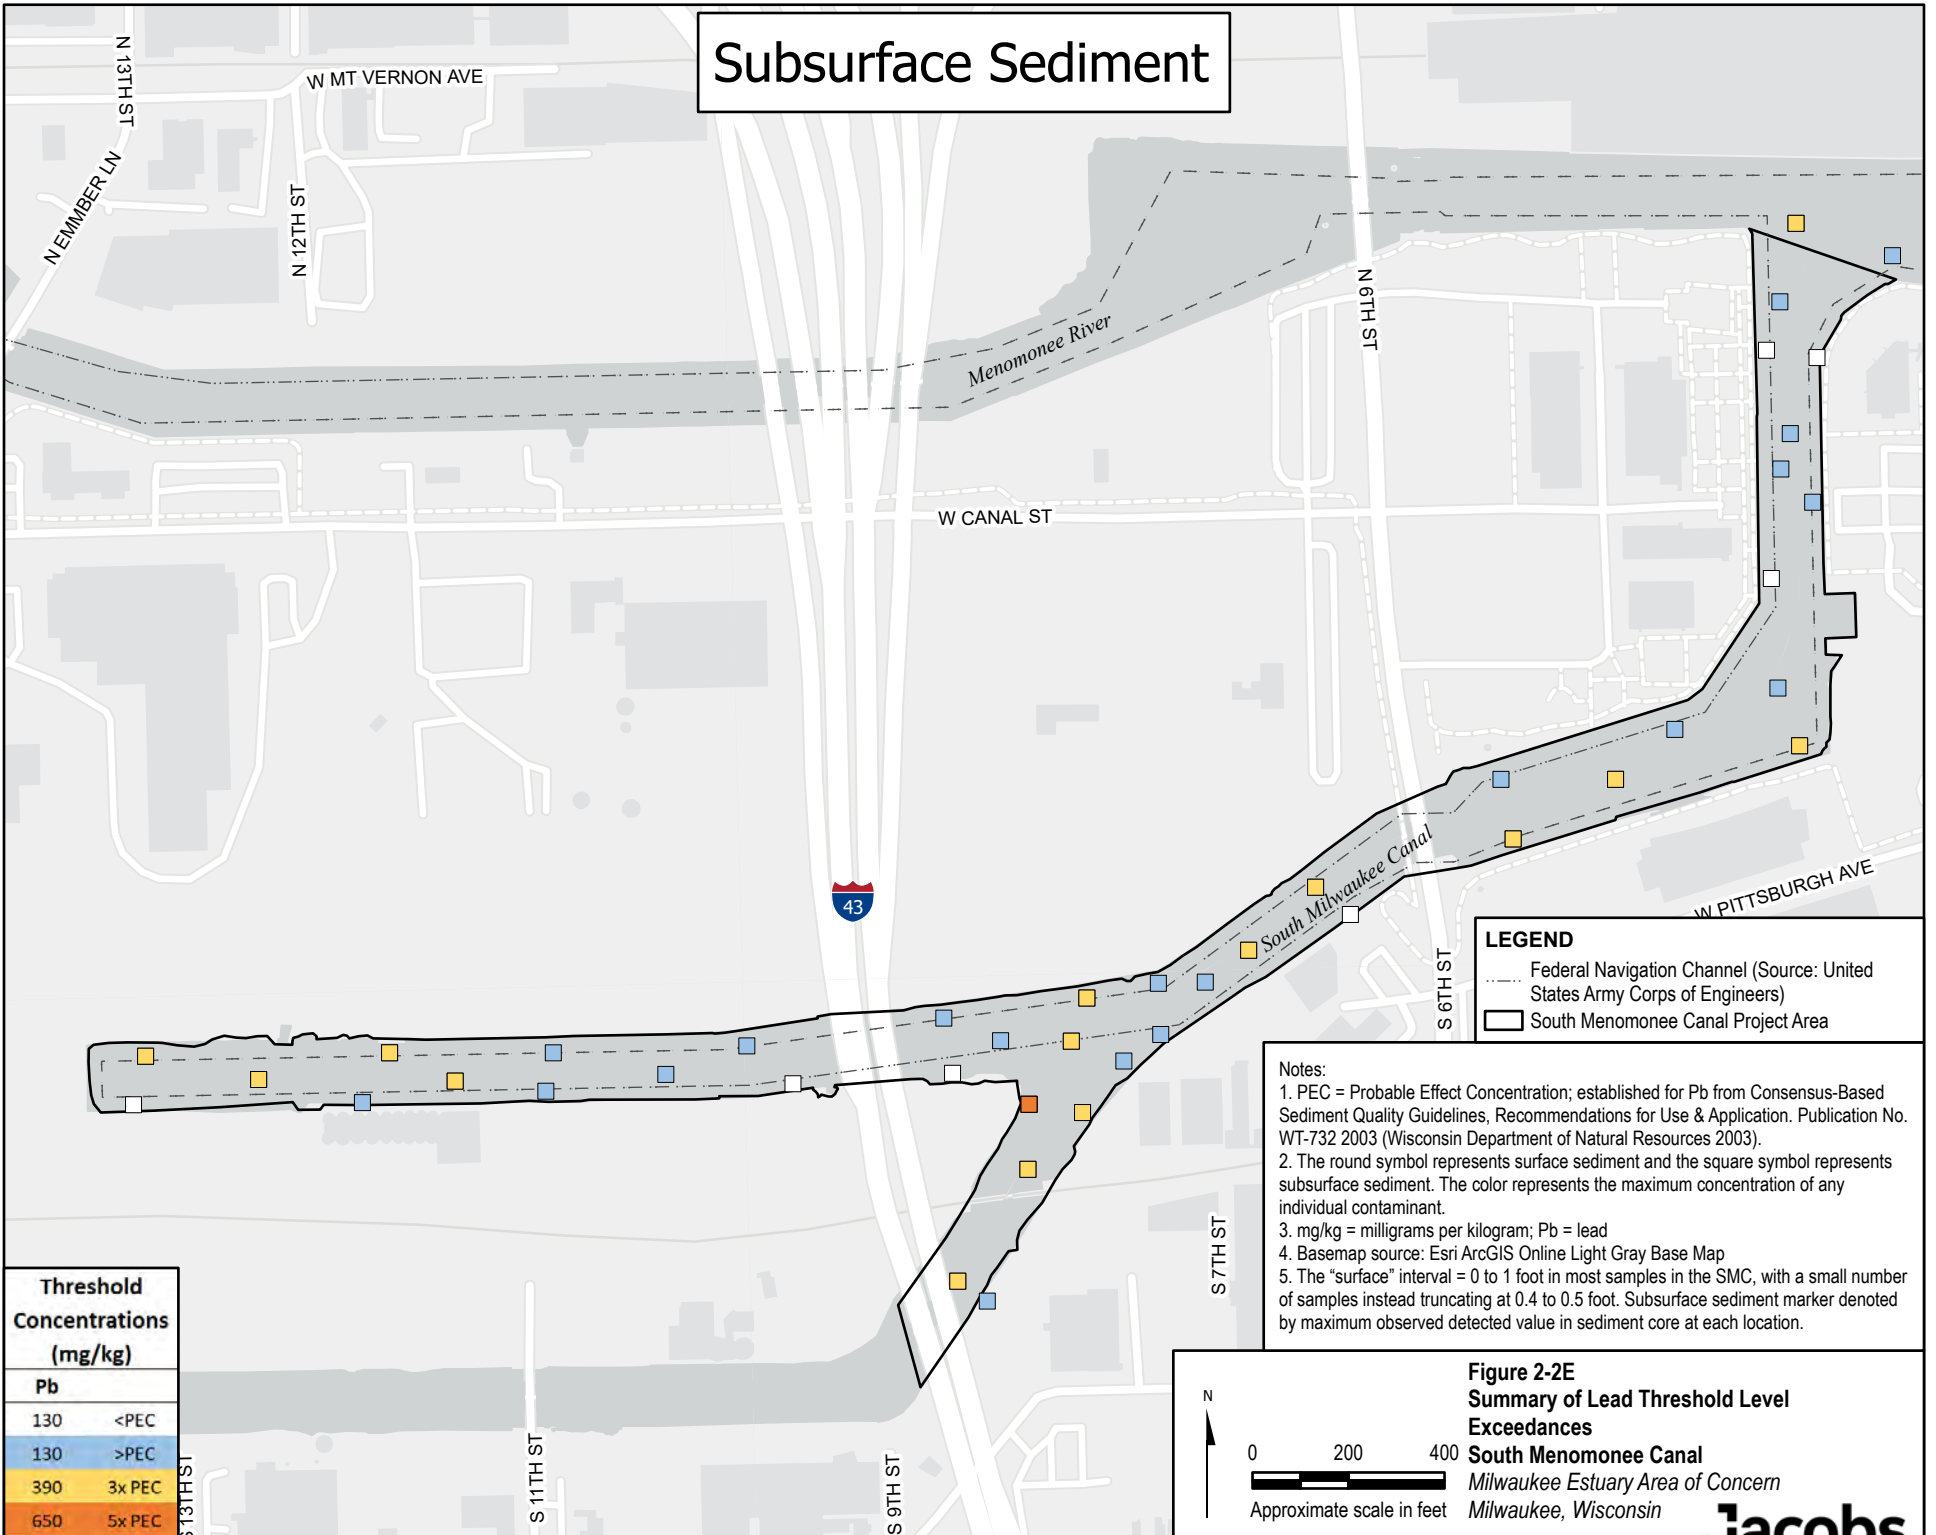 Subsurface Sediment
N 13TH ST
W MT VERNON AVE
N EMMBER LN
N 12TH ST
N 6TH ST
Menomonee River
W CANAL ST
43
South Milwaukee Canal
W PITTSBURGH AVE
S 6TH ST
S 7TH ST
S 13TH ST
S 11TH ST
S 9TH ST
LEGEND
Federal Navigation Channel (Source: United
States Army Corps of Engineers)
South Menomonee Canal Project Area
Notes:
1. PEC = Probable Effect Concentration; established for Pb from Consensus-Based
Sediment Quality Guidelines, Recommendations for Use & Application. Publication No.
WT-732 2003 (Wisconsin Department of Natural Resources 2003).
2. The round symbol represents surface sediment and the square symbol represents
subsurface sediment. The color represents the maximum concentration of any
individual contaminant.
3. mg/kg = milligrams per kilogram; Pb = lead
4. Basemap source: Esri ArcGIS Online Light Gray Base Map
5. The “surface” interval = 0 to 1 foot in most samples in the SMC, with a small number
of samples instead truncating at 0.4 to 0.5 foot. Subsurface sediment marker denoted
by maximum observed detected value in sediment core at each location.
Threshold
Concentrations
(mg/kg)
Pb
130 <PEC
130 >PEC
390 3x PEC
650 5x PEC
N
0 200 400
Approximate scale in feet
Figure 2-2E
Summary of Lead Threshold Level
Exceedances
South Menomonee Canal
Milwaukee Estuary Area of Concern
Milwaukee, Wisconsin
Jacobs